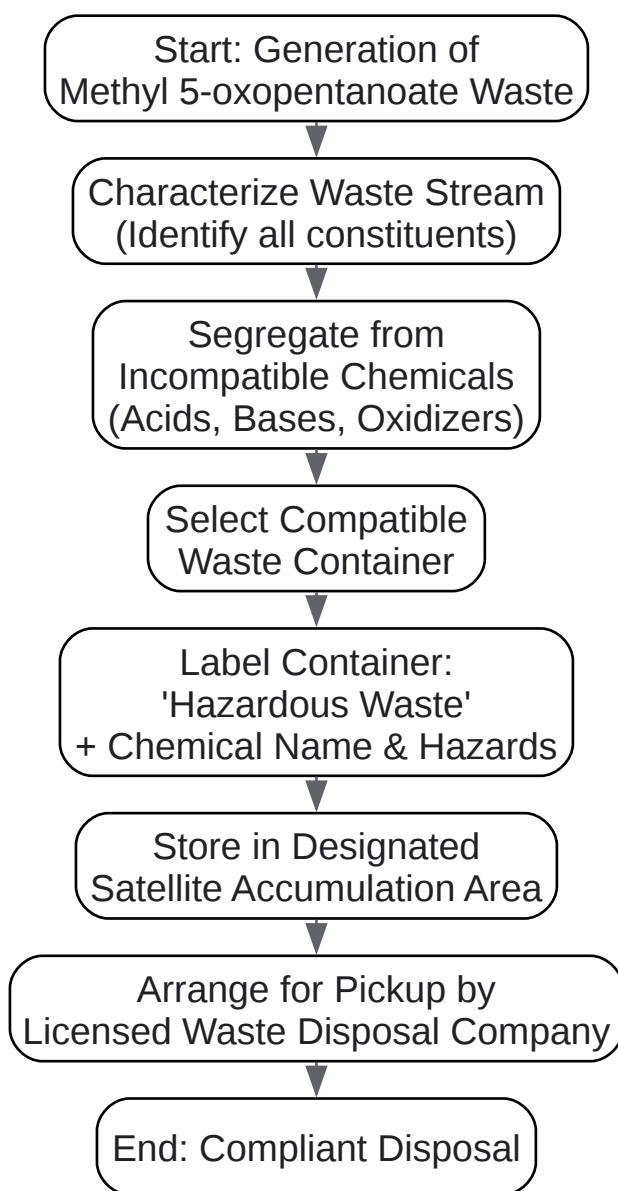 Start: Generation of
Methyl 5-oxopentanoate Waste
Characterize Waste Stream
(Identify all constituents)
Segregate from
Incompatible Chemicals
(Acids, Bases, Oxidizers)
Select Compatible
Waste Container
Label Container:
'Hazardous Waste'
+ Chemical Name & Hazards
Store in Designated
Satellite Accumulation Area
Arrange for Pickup by
Licensed Waste Disposal Company
End: Compliant Disposal